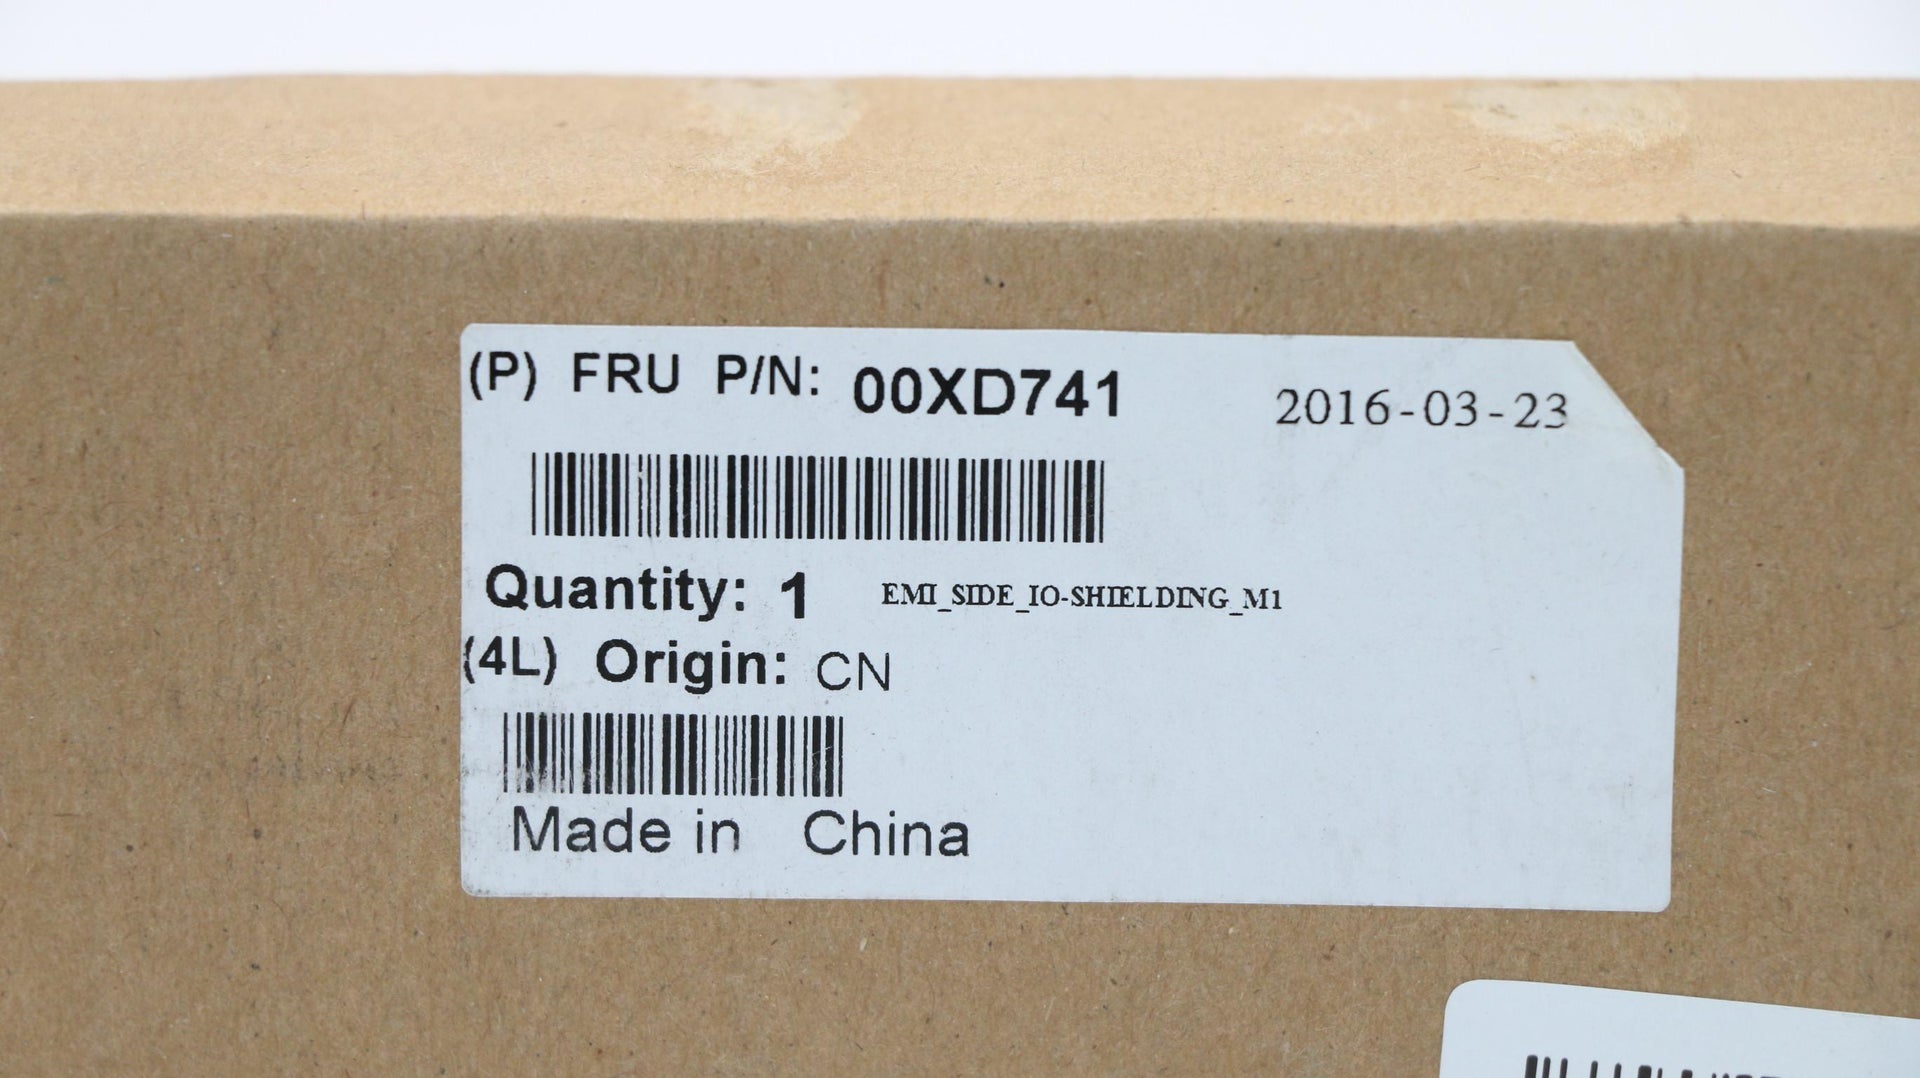 (P) FRU P/N: 00XD741 2016-03-23
Quantity: 1 EMI_SIDE_IO-SHIELDING_M1
(4L) Origin: CN
Made in China